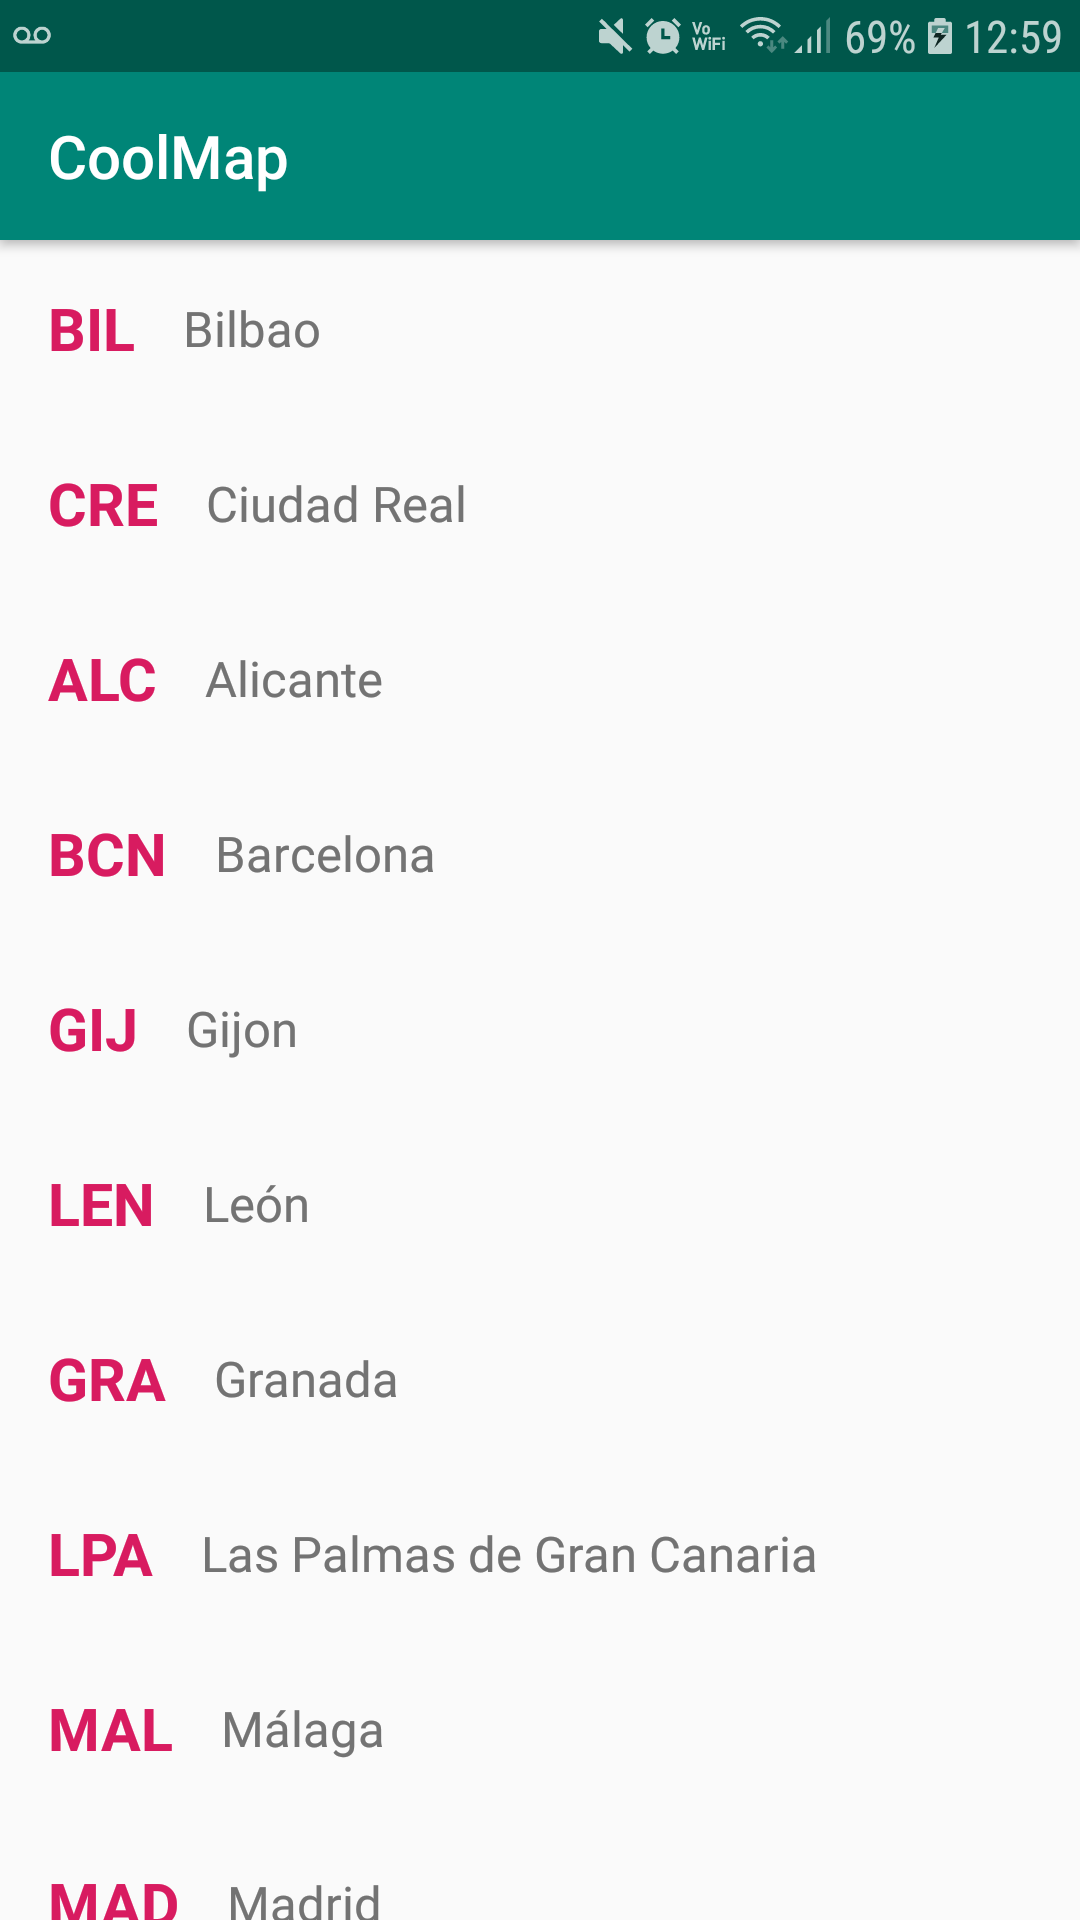 Vo WiFi 69% 12:59
CoolMap
BIL Bilbao
CRE Ciudad Real
ALC Alicante
BCN Barcelona
GIJ Gijon
LEN León
GRA Granada
LPA Las Palmas de Gran Canaria
MAL Málaga
MAD Madrid